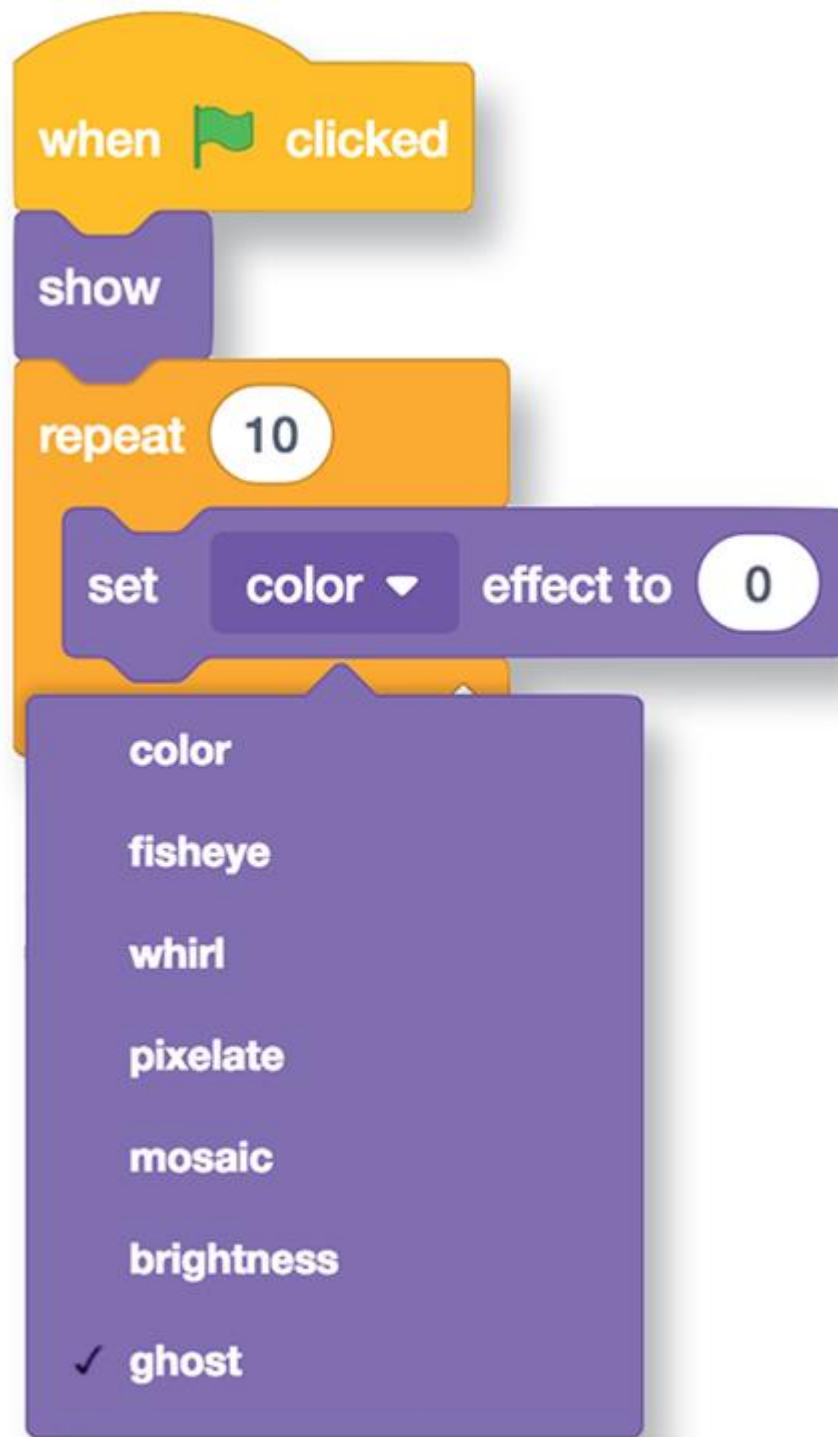 when clicked
show
repeat 10
set color effect to 0
color
fisheye
whirl
pixelate
mosaic
brightness
✓ ghost